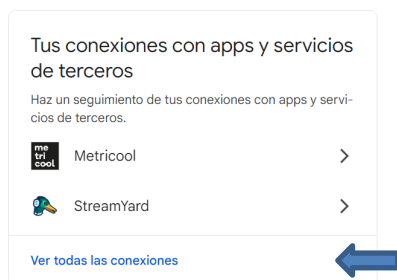 Tus conexiones con apps y servicios
de terceros
Haz un seguimiento de tus conexiones con apps y servi-
cios de terceros.
me
tri
cool
Metricool
StreamYard
Ver todas las conexiones